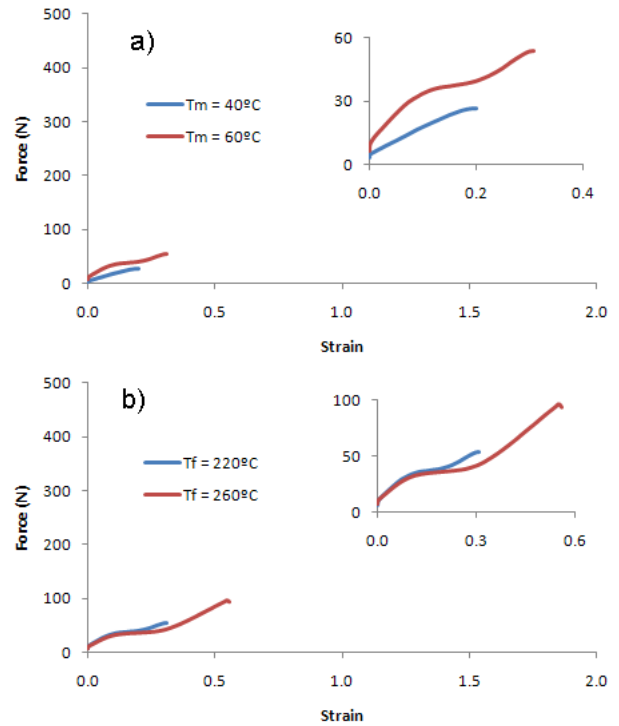 a)
500
400
300
200
100
0
Force (N)
Tm = 40ºC
Tm = 60ºC
60
30
0
0.0 0.2 0.4
0.0 0.5 1.0 1.5 2.0
Strain
b)
500
400
300
200
100
0
Force (N)
Tf = 220ºC
Tf = 260ºC
100
50
0
0.0 0.3 0.6
0.0 0.5 1.0 1.5 2.0
Strain